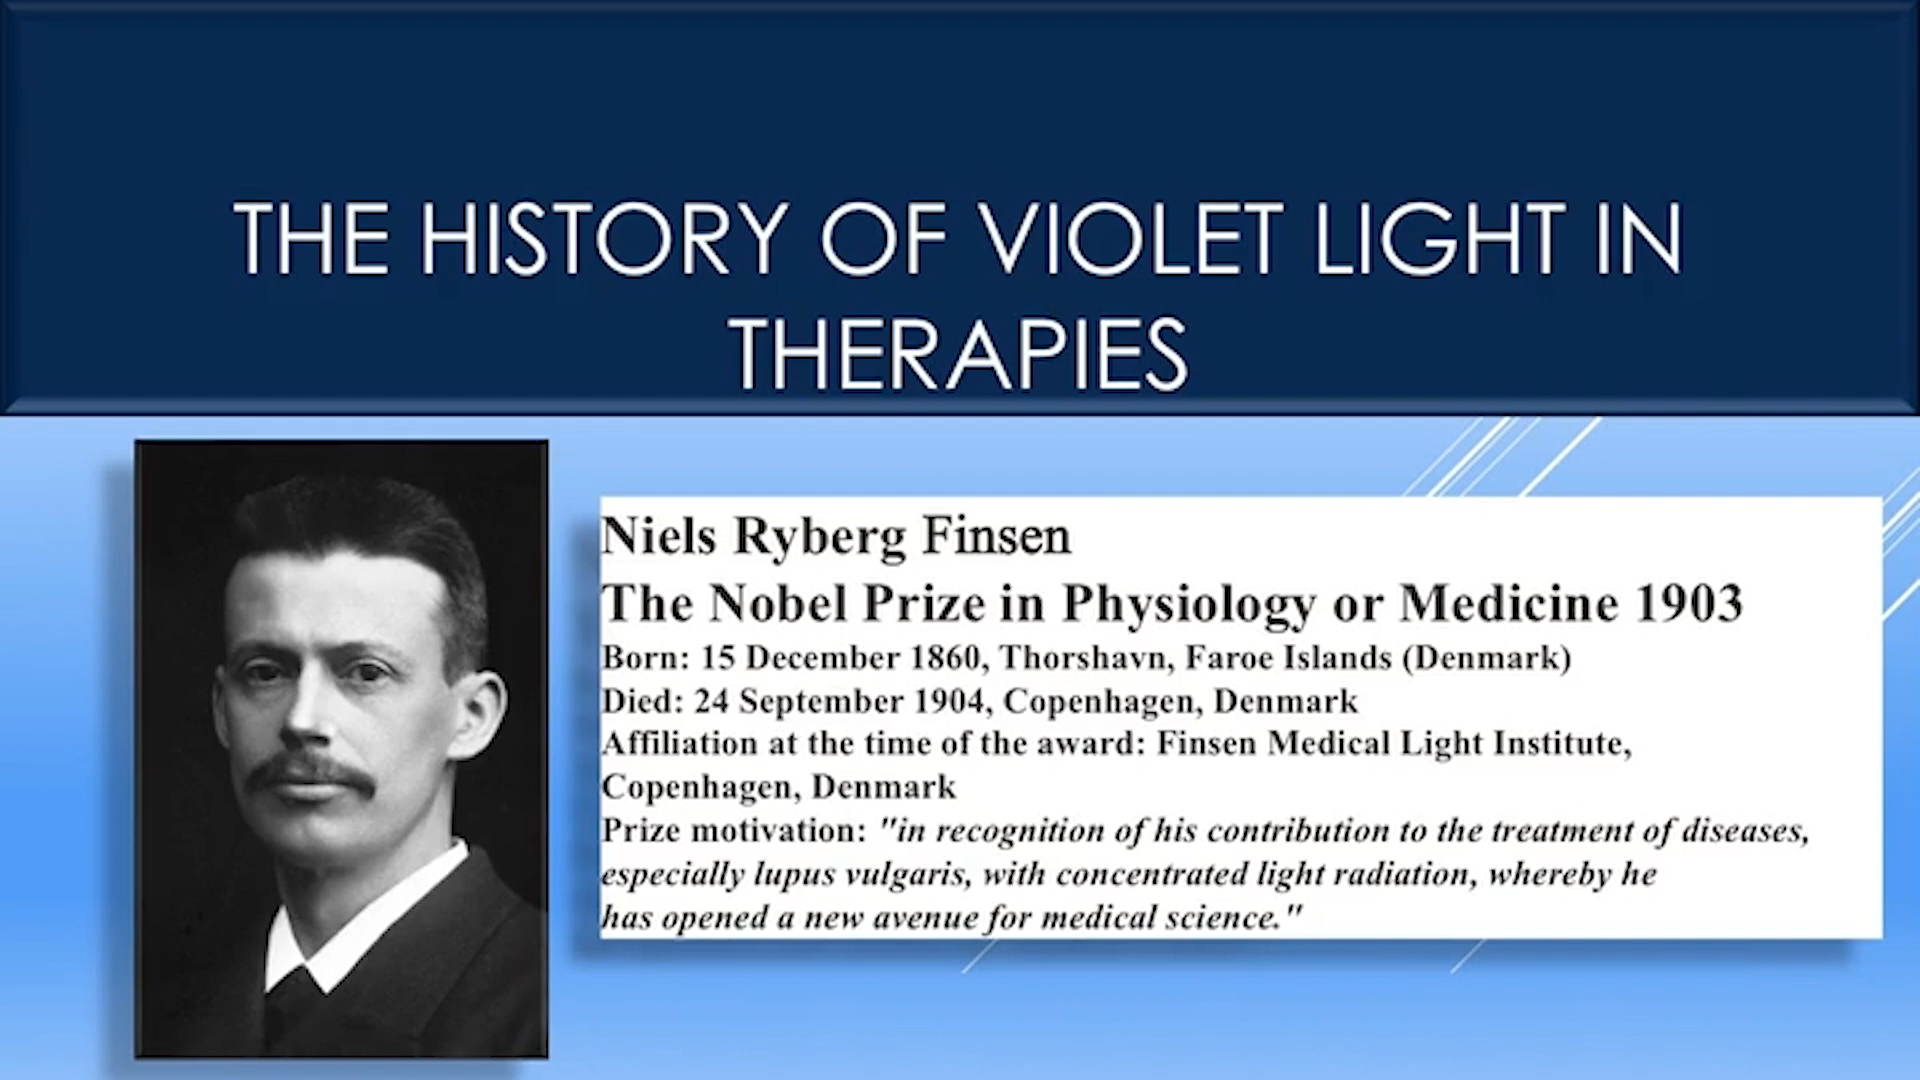 THE HISTORY OF VIOLET LIGHT IN
THERAPIES
Niels Ryberg Finsen
The Nobel Prize in Physiology or Medicine 1903
Born: 15 December 1860, Thorshavn, Faroe Islands (Denmark)
Died: 24 September 1904, Copenhagen, Denmark
Affiliation at the time of the award: Finsen Medical Light Institute,
Copenhagen, Denmark
Prize motivation: "in recognition of his contribution to the treatment of diseases,
especially lupus vulgaris, with concentrated light radiation, whereby he
has opened a new avenue for medical science."